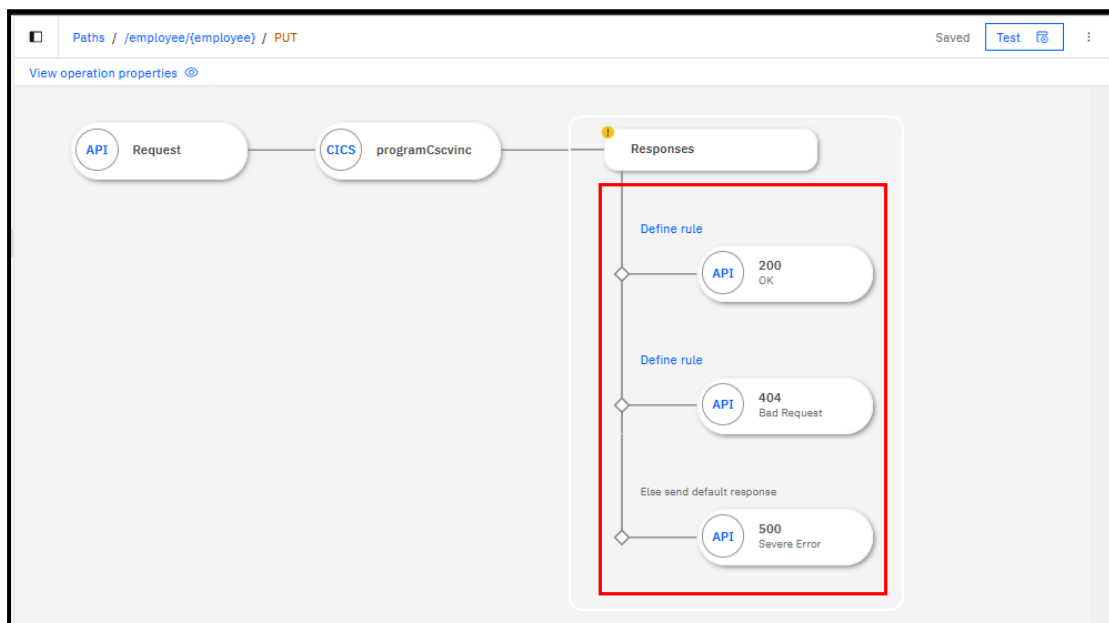 Paths / /employee/{employee} / PUT
Saved
Test
View operation properties
API Request
CICS programCscvinc
!
Responses
Define rule
API
200
OK
Define rule
API
404
Bad Request
Else send default response
API
500
Severe Error